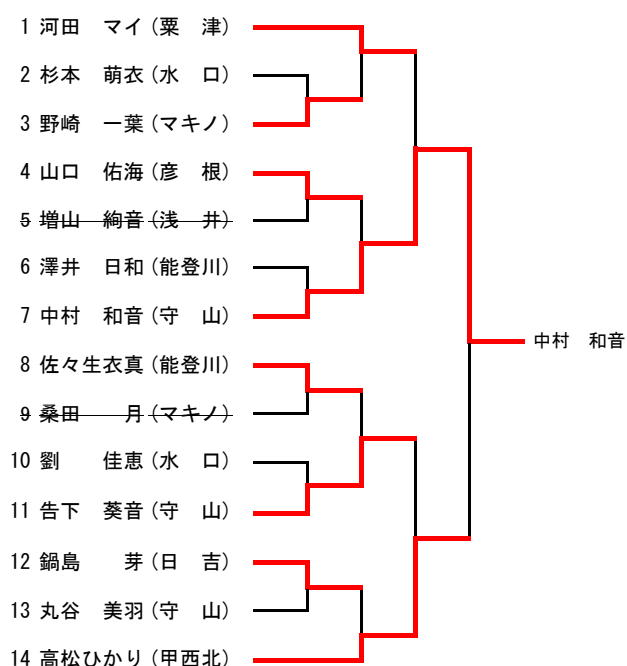 1 河田　マイ(粟　津)
2 杉本　萌衣(水　口)
3 野崎　一葉(マキノ)
4 山口　佑海(彦　根)
5 増山　絢音(浅　井)
6 澤井　日和(能登川)
7 中村　和音(守　山)
中村　和音
8 佐々生衣真(能登川)
9 桑田　　月(マキノ)
10 劉　　佳恵(水　口)
11 告下　葵音(守　山)
12 鍋島　　芽(日　吉)
13 丸谷　美羽(守　山)
14 高松ひかり(甲西北)